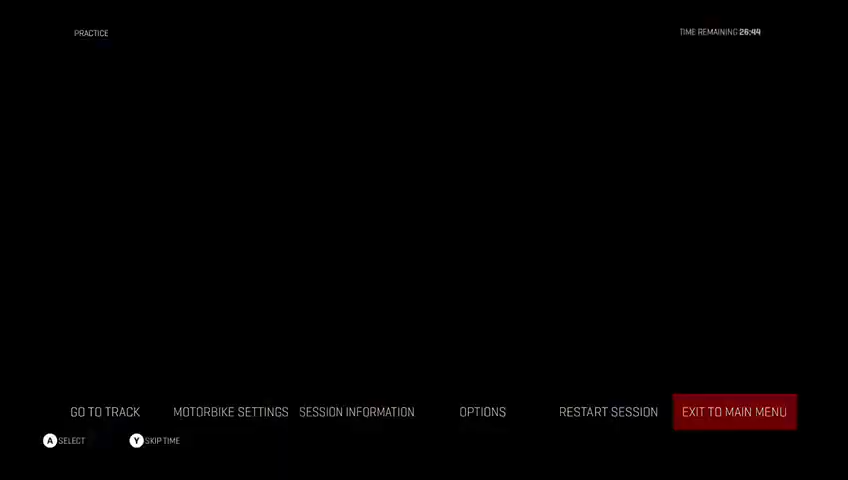 PRACTICE
TIME REMAINING 26:44
GO TO TRACK
MOTORBIKE SETTINGS
SESSION INFORMATION
OPTIONS
RESTART SESSION
EXIT TO MAIN MENU
A SELECT
Y SKIP TIME